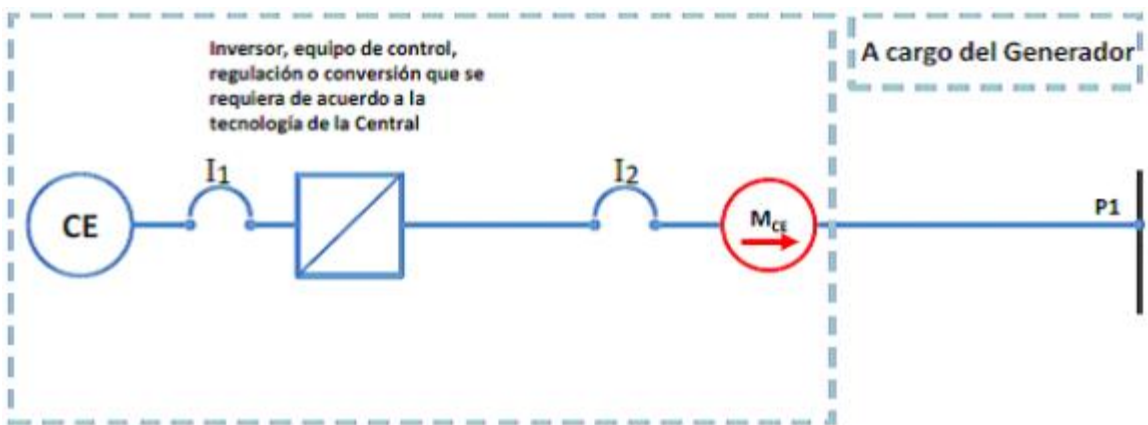 Inversor, equipo de control,
regulación o conversión que se
requiera de acuerdo a la
tecnología de la Central
A cargo del Generador
I1
I2
CE
MCE
P1